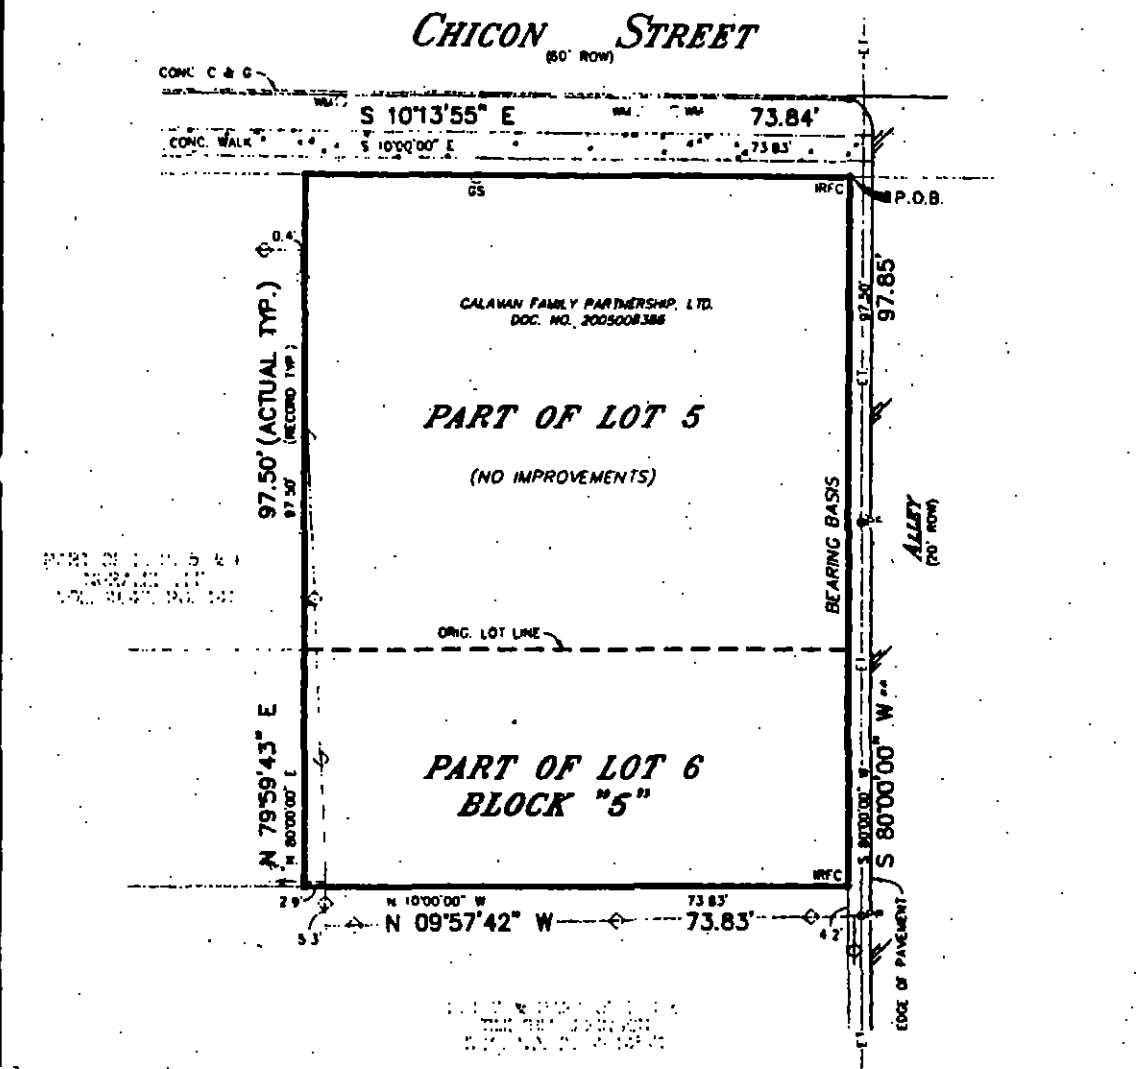 CHICON STREET
(60' ROW)
CONC C & G
WM
WM
WM
S 10°13'55" E
73.84'
CONC. WALK
S 10°00'00" E
73 83'
GS
IRFC
P.O.B.
0.4'
97.50' (ACTUAL TYP.)
97 50' (RECORD TYP)
CALAVAN FAMILY PARTNERSHIP, LTD.
DOC. NO. 2005008386
97.50'
97.85'
PART OF LOT 5
(NO IMPROVEMENTS)
BEARING BASIS
ALLEY
(20' ROW)
ORIG. LOT LINE
N 79°59'43" E
N 80°00'00" E
PART OF LOT 6
BLOCK "5"
S 80°00'00" W
S 80°00'00" W
IRFC
2 9'
5 3'
N 10°00'00" W
73 83'
N 09°57'42" W
73.83'
4 2'
EDGE OF PAVEMENT